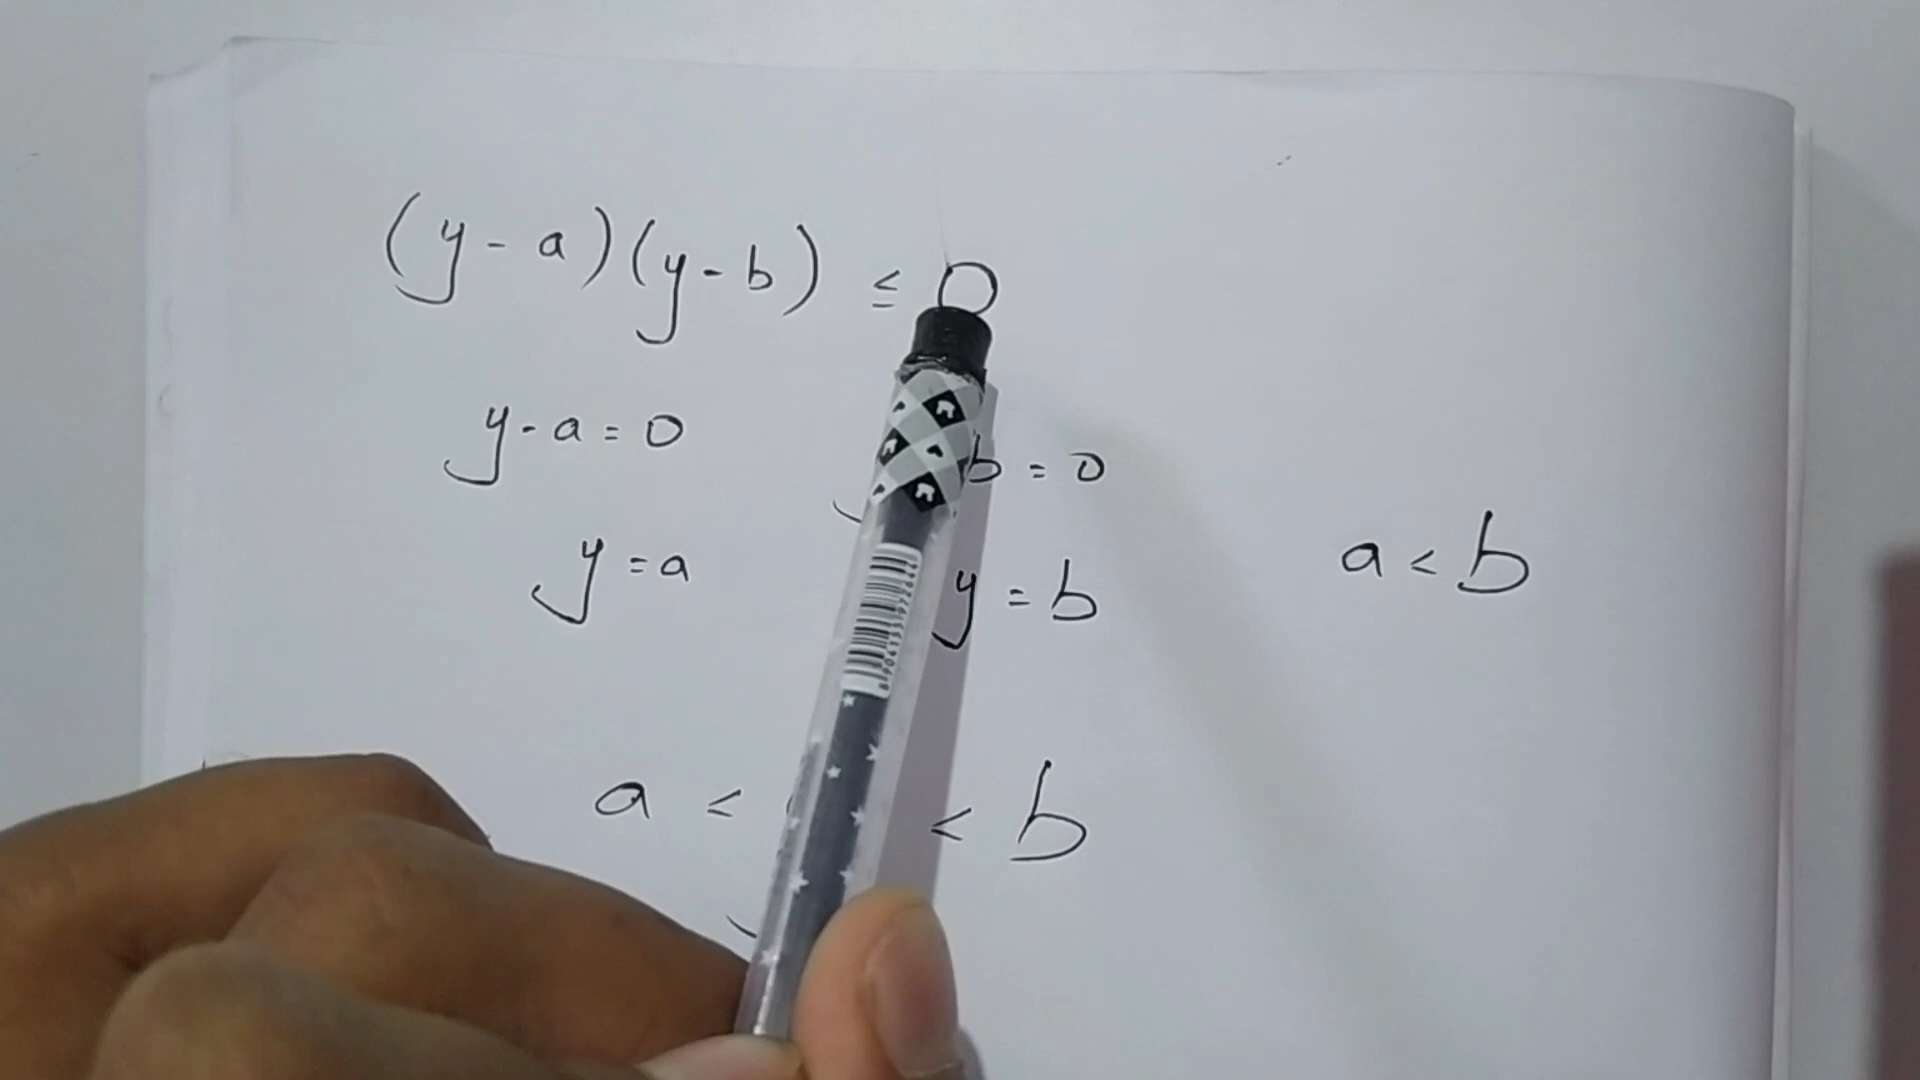 (y - a)(y - b) ≤ 0
y - a = 0 b = 0
y = a y = b
a < b
a < < b